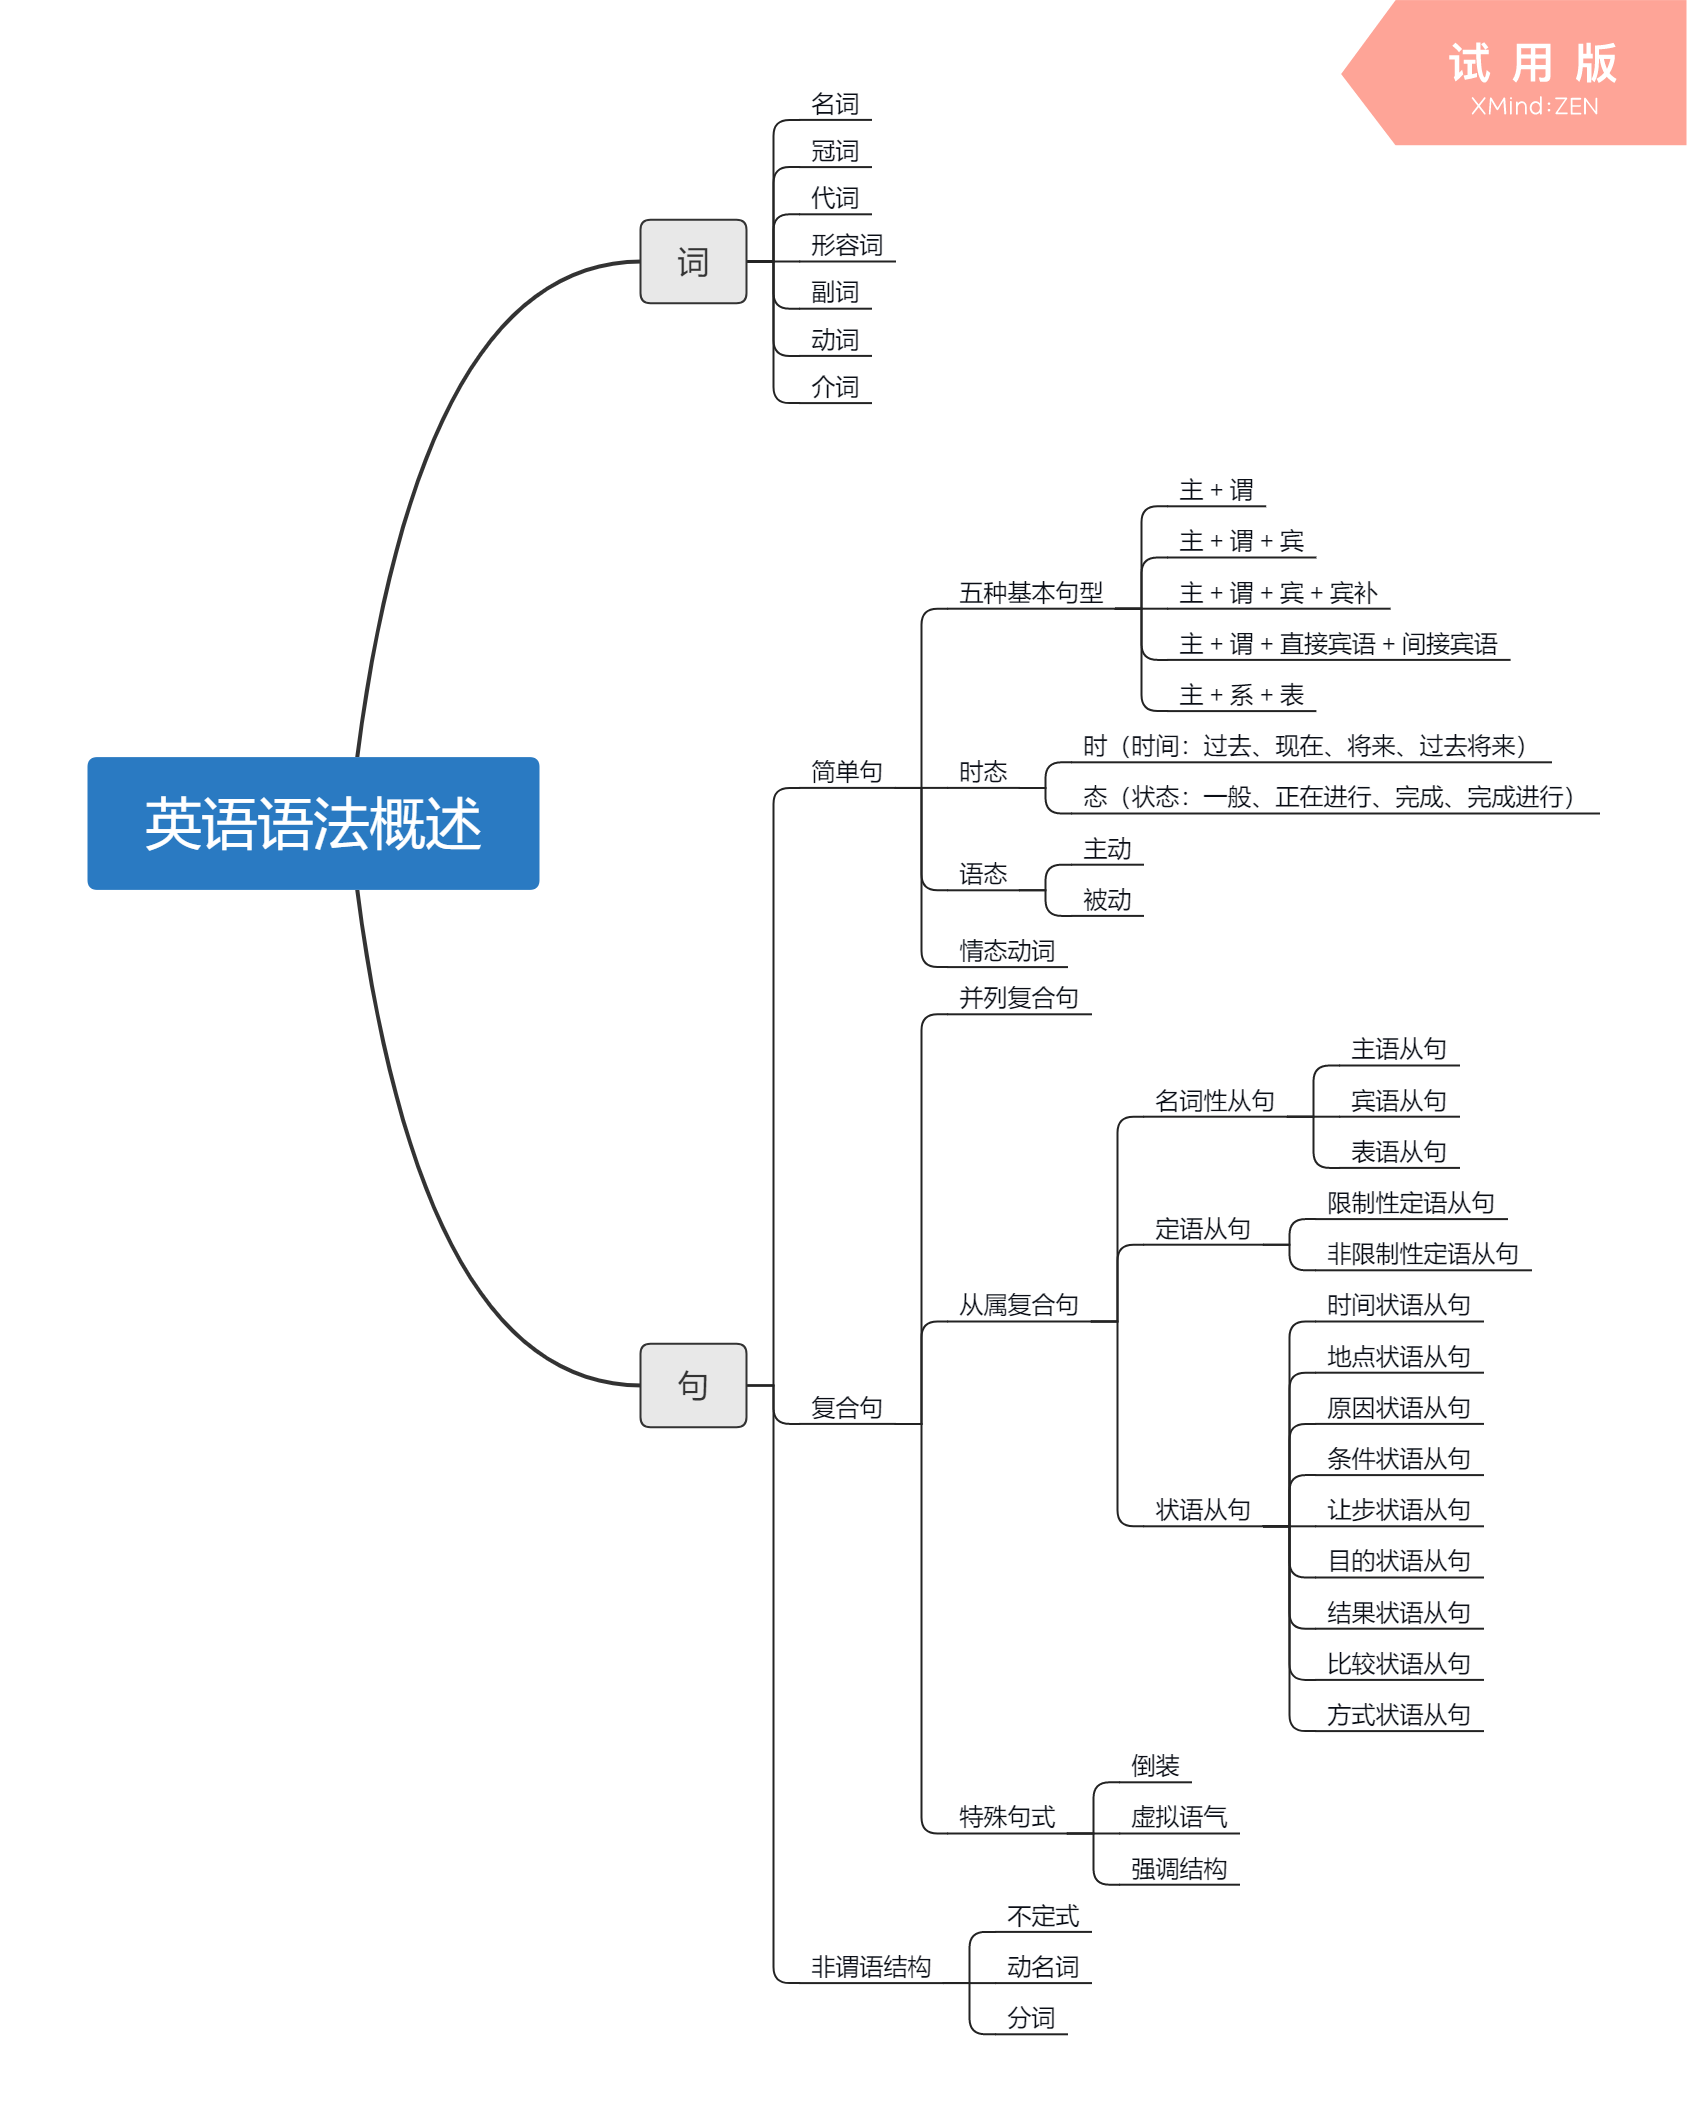 试 用 版
XMind:ZEN
英语语法概述
词
名词
冠词
代词
形容词
副词
动词
介词
句
简单句
五种基本句型
主 + 谓
主 + 谓 + 宾
主 + 谓 + 宾 + 宾补
主 + 谓 + 直接宾语 + 间接宾语
主 + 系 + 表
时态
时（时间：过去、现在、将来、过去将来）
态（状态：一般、正在进行、完成、完成进行）
语态
主动
被动
情态动词
复合句
并列复合句
从属复合句
名词性从句
主语从句
宾语从句
表语从句
定语从句
限制性定语从句
非限制性定语从句
状语从句
时间状语从句
地点状语从句
原因状语从句
条件状语从句
让步状语从句
目的状语从句
结果状语从句
比较状语从句
方式状语从句
特殊句式
倒装
虚拟语气
强调结构
非谓语结构
不定式
动名词
分词